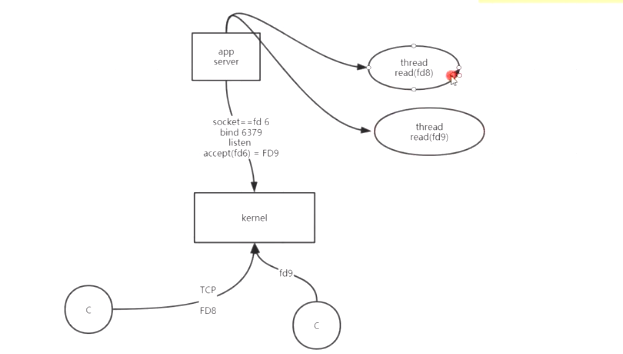 app
server
thread
read(fd8)
thread
read(fd9)
socket==fd 6
bind 6379
listen
accept(fd6) = FD9
kernel
fd9
TCP
FD8
C
C